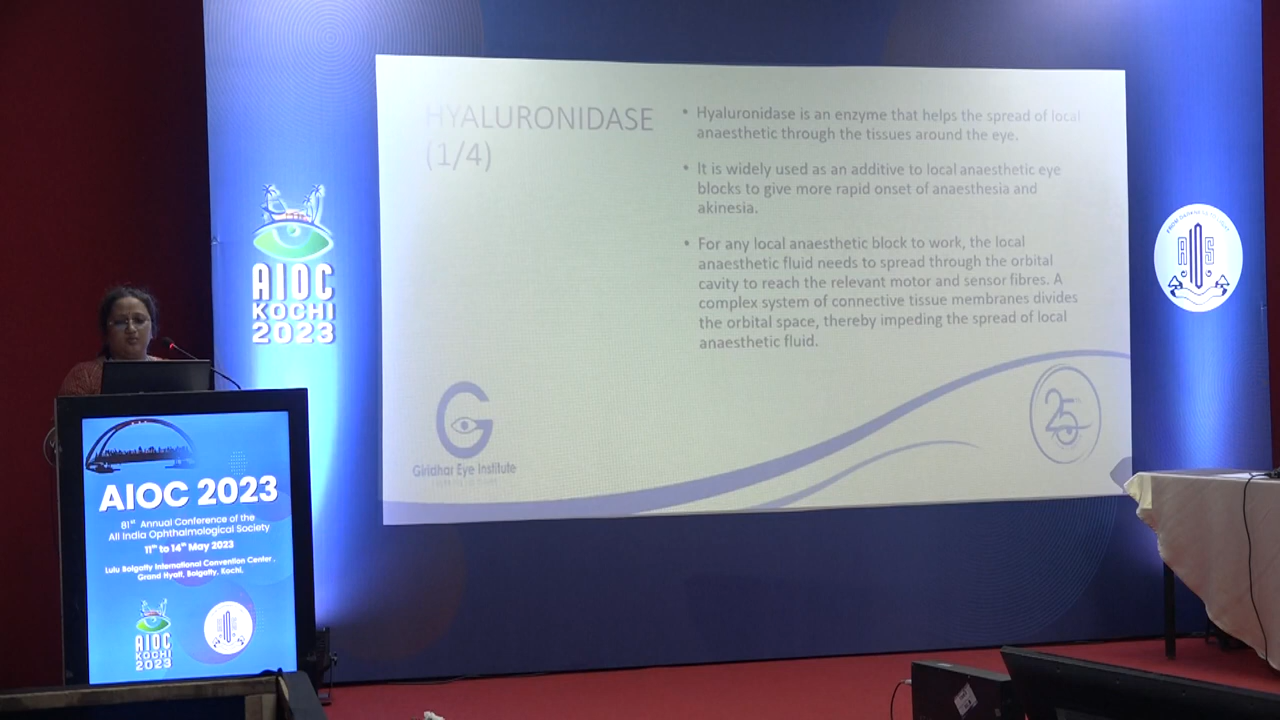 HYALURONIDASE
(1/4)
• Hyaluronidase is an enzyme that helps the spread of local
anaesthetic through the tissues around the eye.
• It is widely used as an additive to local anaesthetic eye
blocks to give more rapid onset of anaesthesia and
akinesia.
• For any local anaesthetic block to work, the local
anaesthetic fluid needs to spread through the orbital
cavity to reach the relevant motor and sensor fibres. A
complex system of connective tissue membranes divides
the orbital space, thereby impeding the spread of local
anaesthetic fluid.
Giridhar Eye Institute
25
AIOC
KOCHI
2023
AIOS
AIOC 2023
81st Annual Conference of the
All India Ophthalmological Society
11th to 14th May 2023
Lulu Bolgatty International Convention Center,
Grand Hyatt, Bolgatty, Kochi.
AIOC
KOCHI
2023